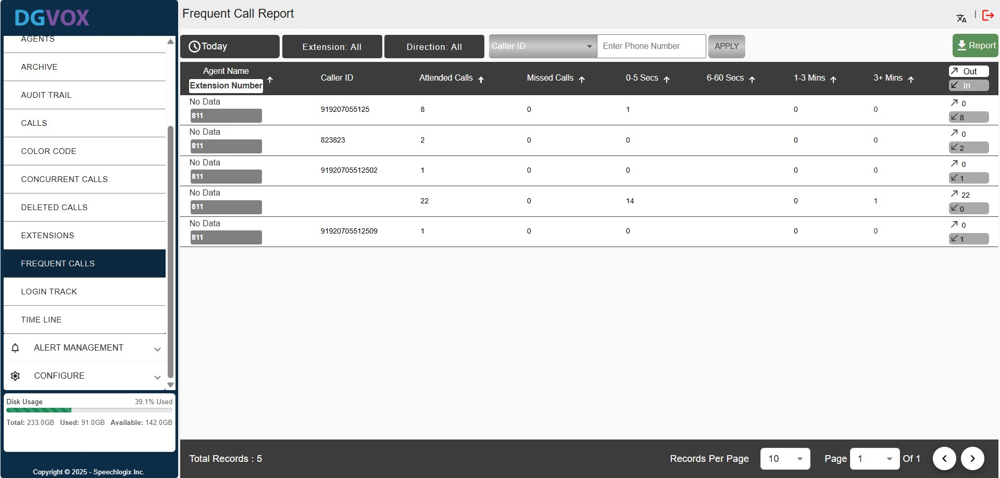 DGVOX
AGENTS
ARCHIVE
AUDIT TRAIL
CALLS
COLOR CODE
CONCURRENT CALLS
DELETED CALLS
EXTENSIONS
FREQUENT CALLS
LOGIN TRACK
TIME LINE
ALERT MANAGEMENT
CONFIGURE
Disk Usage 39.1% Used
Total: 233.0GB Used: 91.0GB Available: 142.0GB
Copyright © 2025 - Speechlogix Inc.
Frequent Call Report
Today Extension: All Direction: All Caller ID Enter Phone Number APPLY Report
Agent Name
Extension Number Caller ID Attended Calls Missed Calls 0-5 Secs 6-60 Secs 1-3 Mins 3+ Mins Out
In
No Data
811 919207055125 8 0 1 0 0 0
8
No Data
811 823823 2 0 0 0 0 0
2
No Data
811 91920705512502 1 0 0 0 0 0
1
No Data
811 22 0 14 0 1 22
0
No Data
811 91920705512509 1 0 0 0 0 0
1
Total Records : 5 Records Per Page 10 Page 1 Of 1